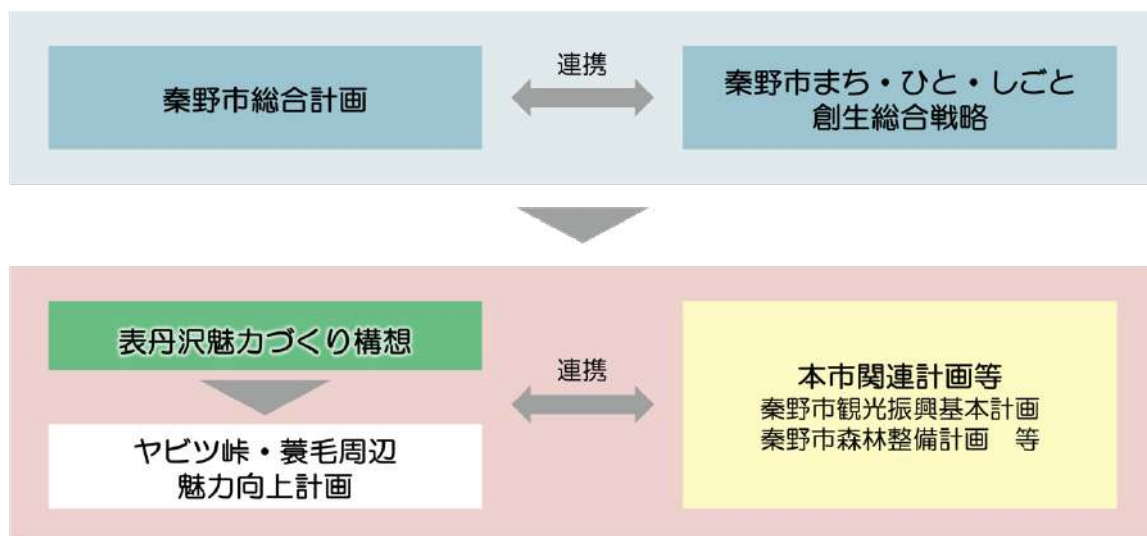 秦野市総合計画
連携
秦野市まち・ひと・しごと
創生総合戦略
表丹沢魅力づくり構想
ヤビツ峠・蓑毛周辺
魅力向上計画
連携
本市関連計画等
秦野市観光振興基本計画
秦野市森林整備計画　等